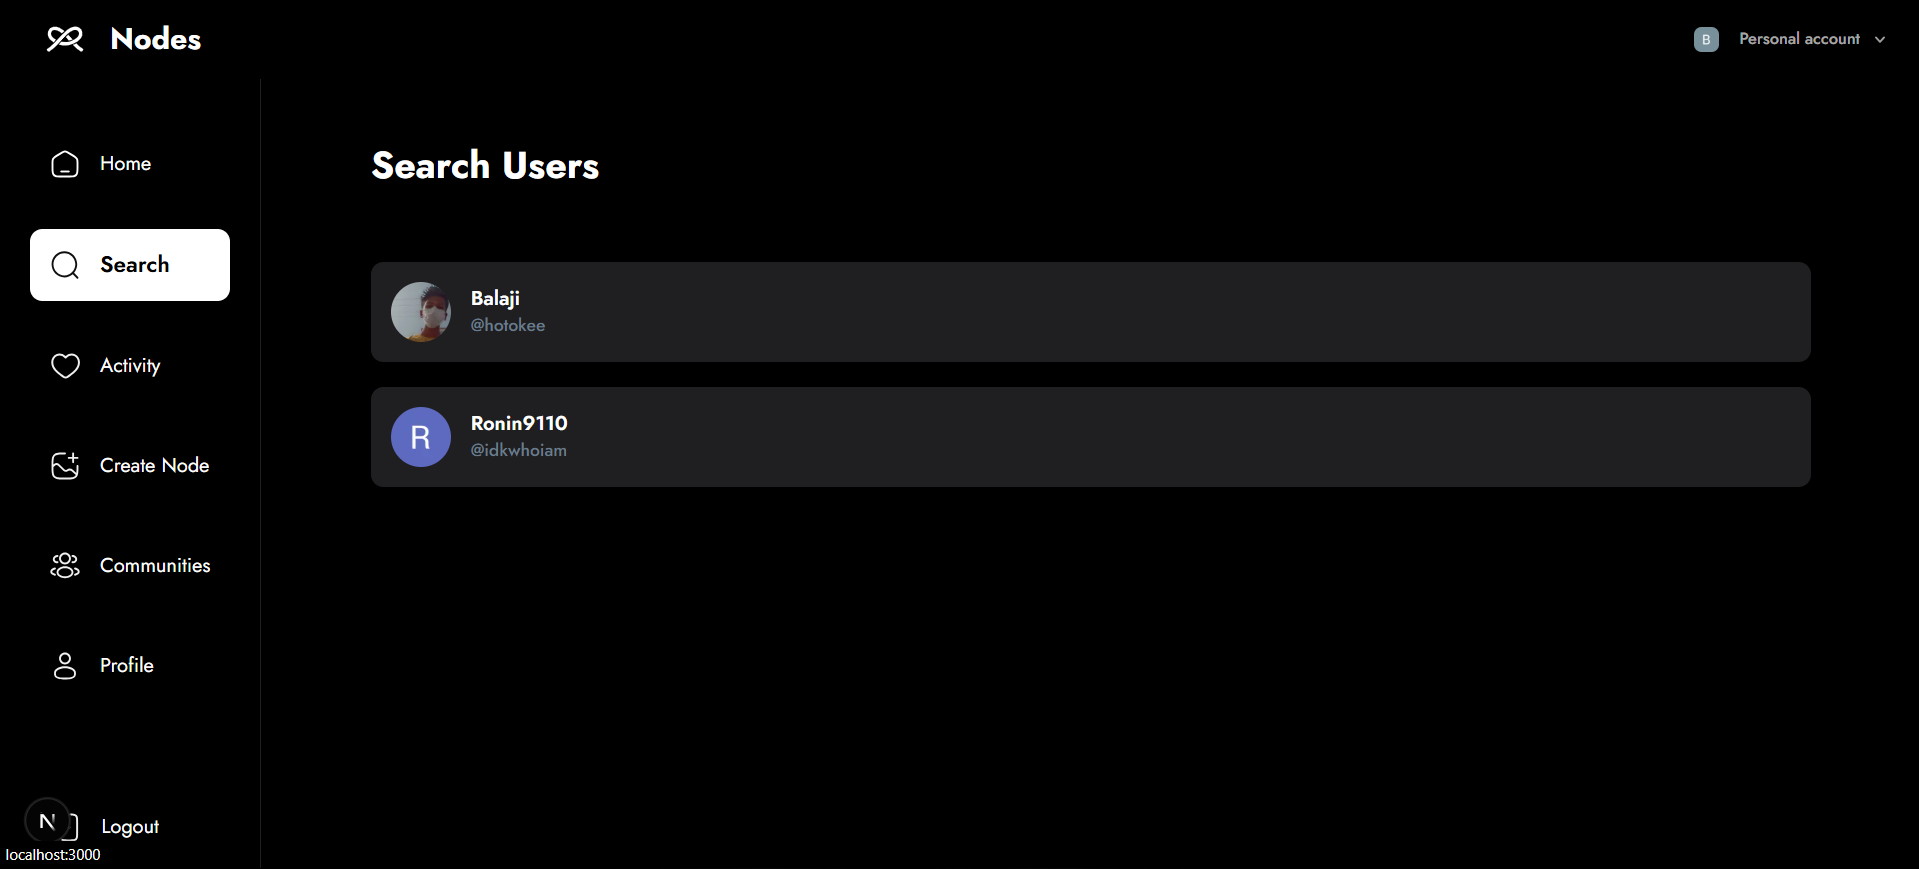 Nodes
B Personal account
Home
Search
Activity
Create Node
Communities
Profile
Logout
N
localhost:3000
Search Users
Balaji
@hotokee
R
Ronin9110
@idkwhoiam